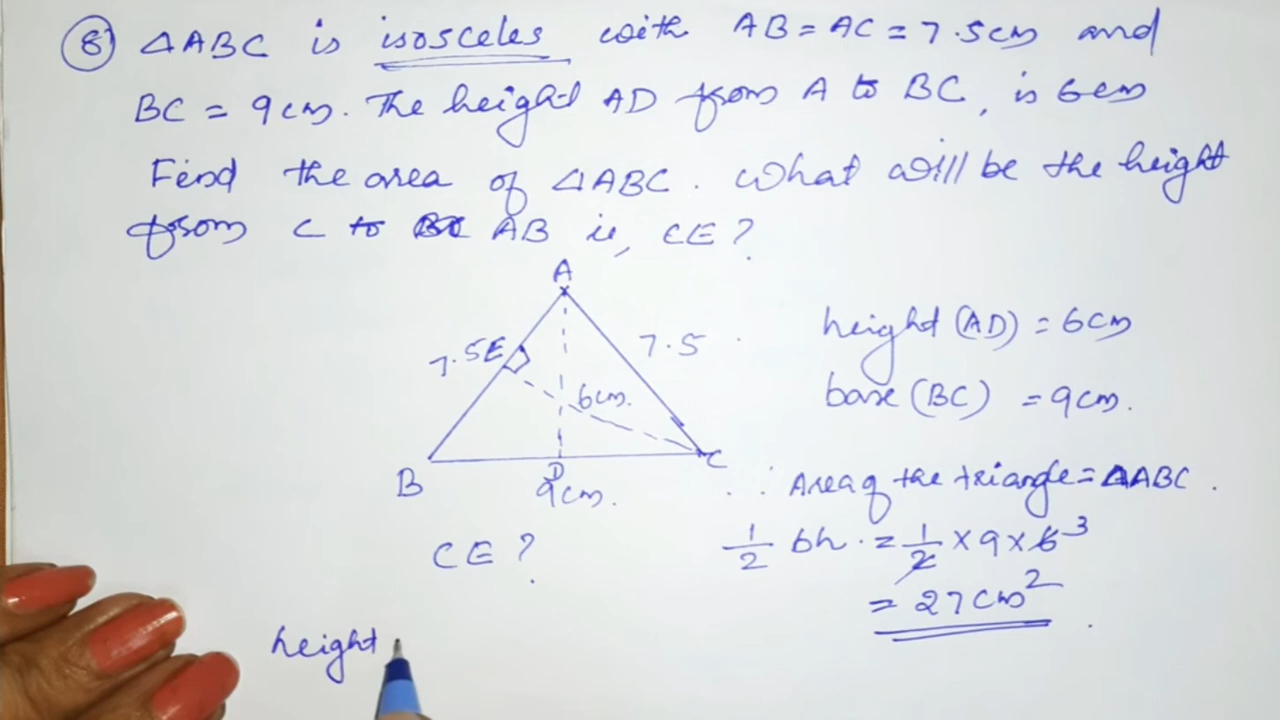 8) △ABC is isosceles with AB = AC = 7.5cm and
BC = 9cm. The height AD from A to BC, is 6cm
Find the area of △ABC. What will be the height
from C to AB ie, CE?
A
7.5 E
7.5
6cm.
B
D
C
9cm.
height (AD) = 6cm
base (BC) = 9cm.
∴ Area of the triangle = △ABC.
1/2 bh. = 1/2 × 9 × 6 3
= 27cm²
CE?
height